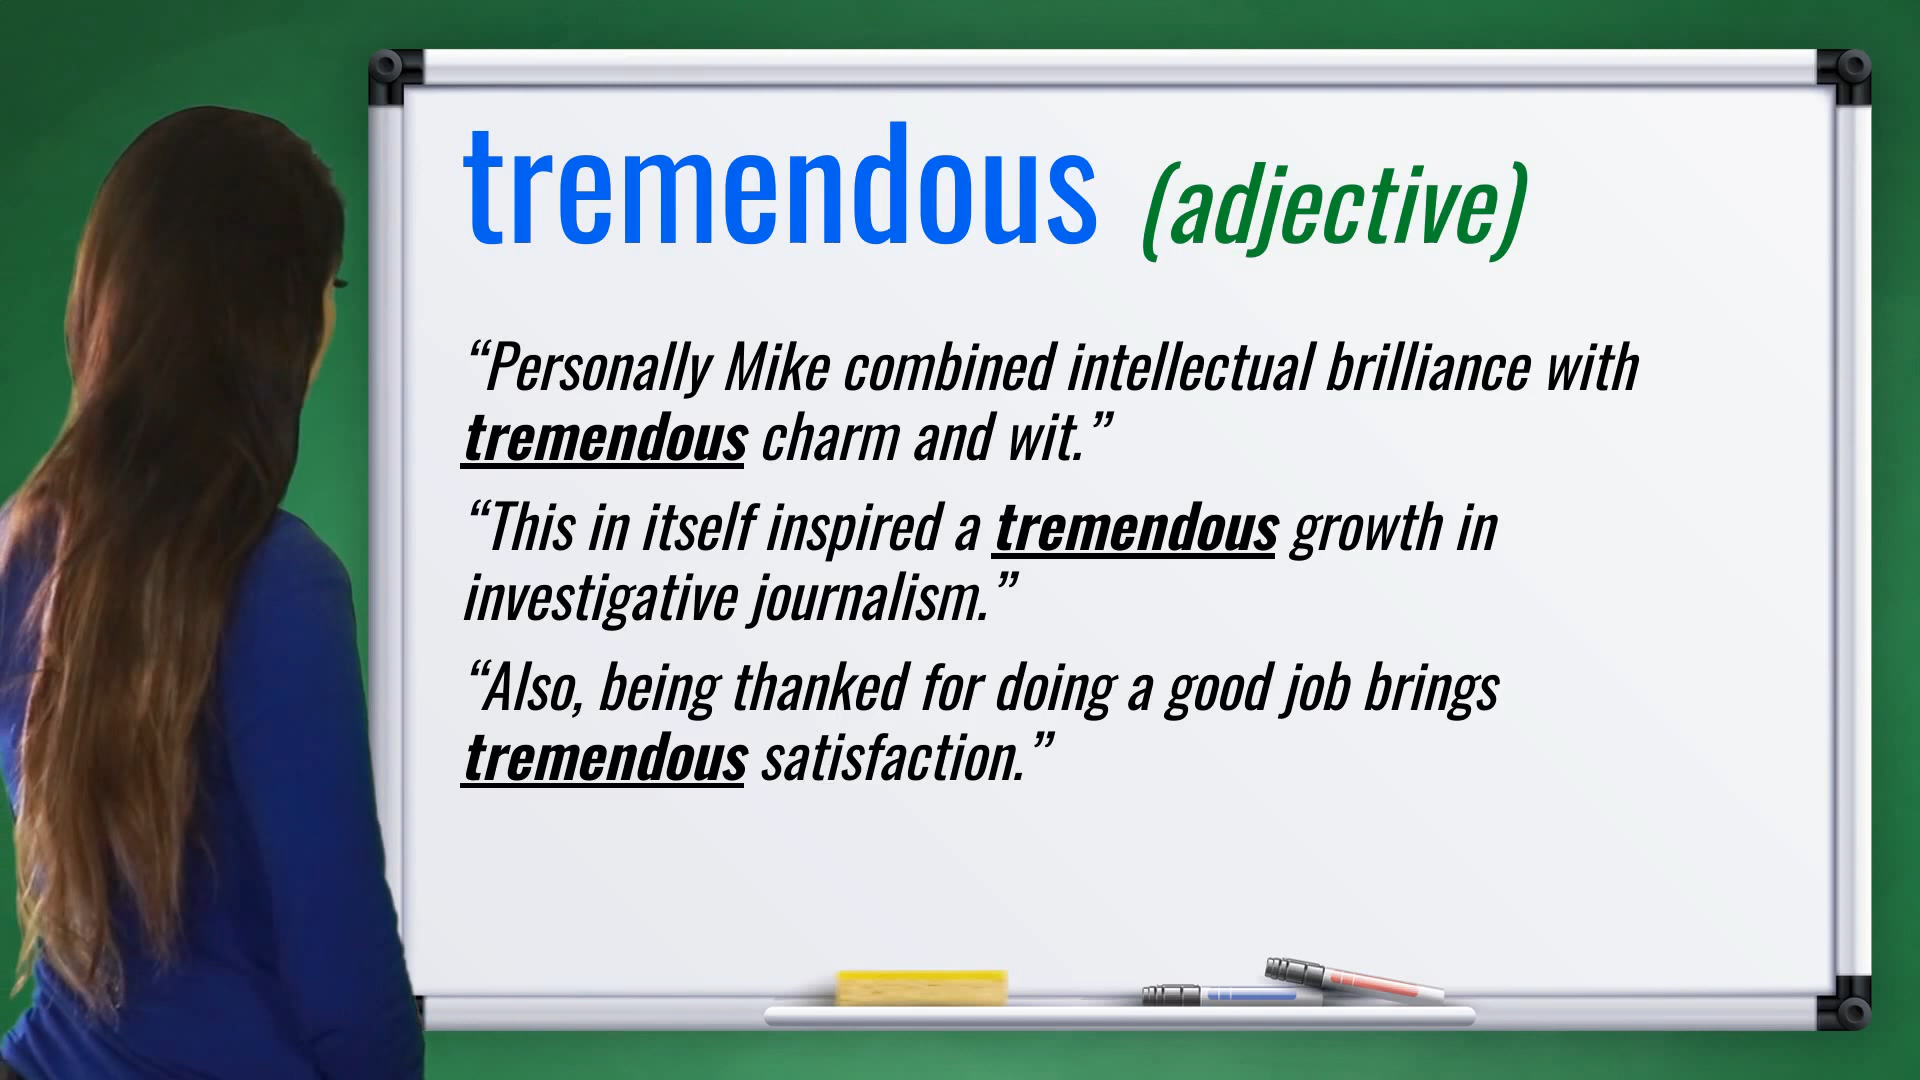 tremendous (adjective)
“Personally Mike combined intellectual brilliance with
tremendous charm and wit.”
“This in itself inspired a tremendous growth in
investigative journalism.”
“Also, being thanked for doing a good job brings
tremendous satisfaction.”